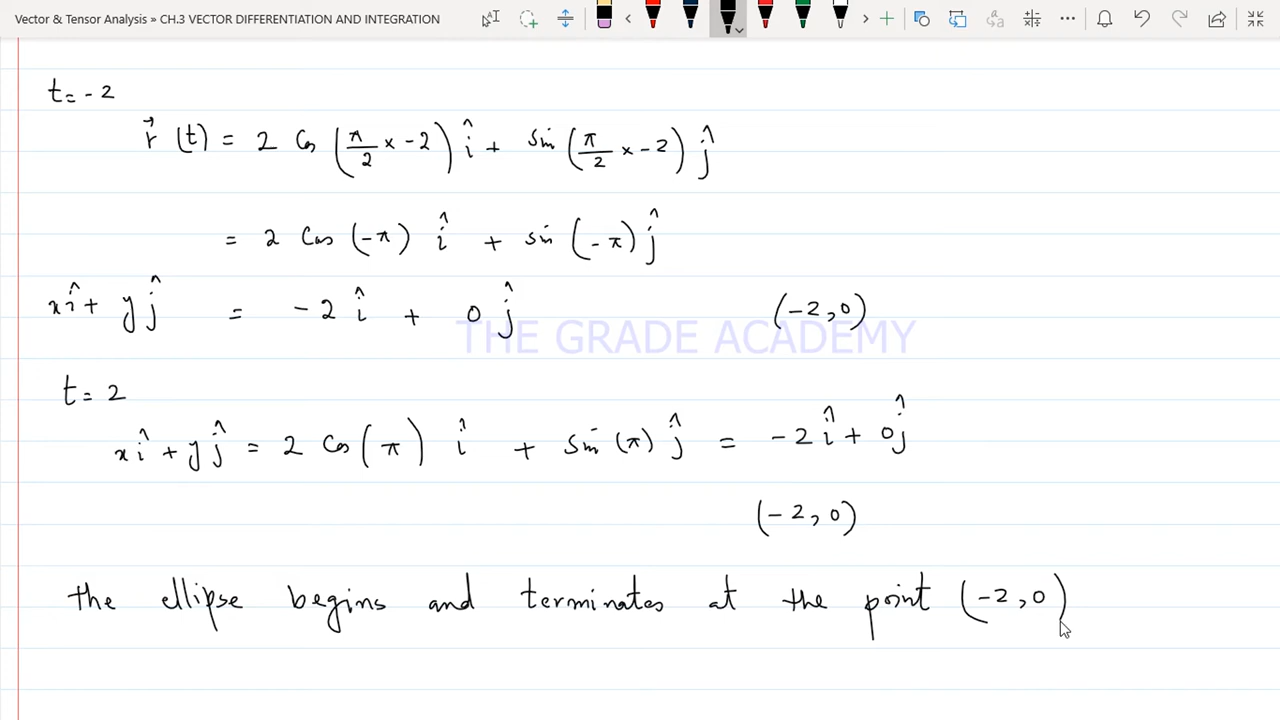 Vector & Tensor Analysis » CH.3 VECTOR DIFFERENTIATION AND INTEGRATION
t = -2
r⃗ (t) = 2 Cos (π/2 x -2) î + sin (π/2 x -2) ĵ
= 2 Cos (-π) î + sin (-π) ĵ
xî + yĵ = -2 î + 0 ĵ (-2, 0)
THE GRADE ACADEMY
t = 2
xî + yĵ = 2 Cos (π) î + Sin (π) ĵ = -2 î + 0ĵ
(-2, 0)
the ellipse begins and terminates at the point (-2, 0)